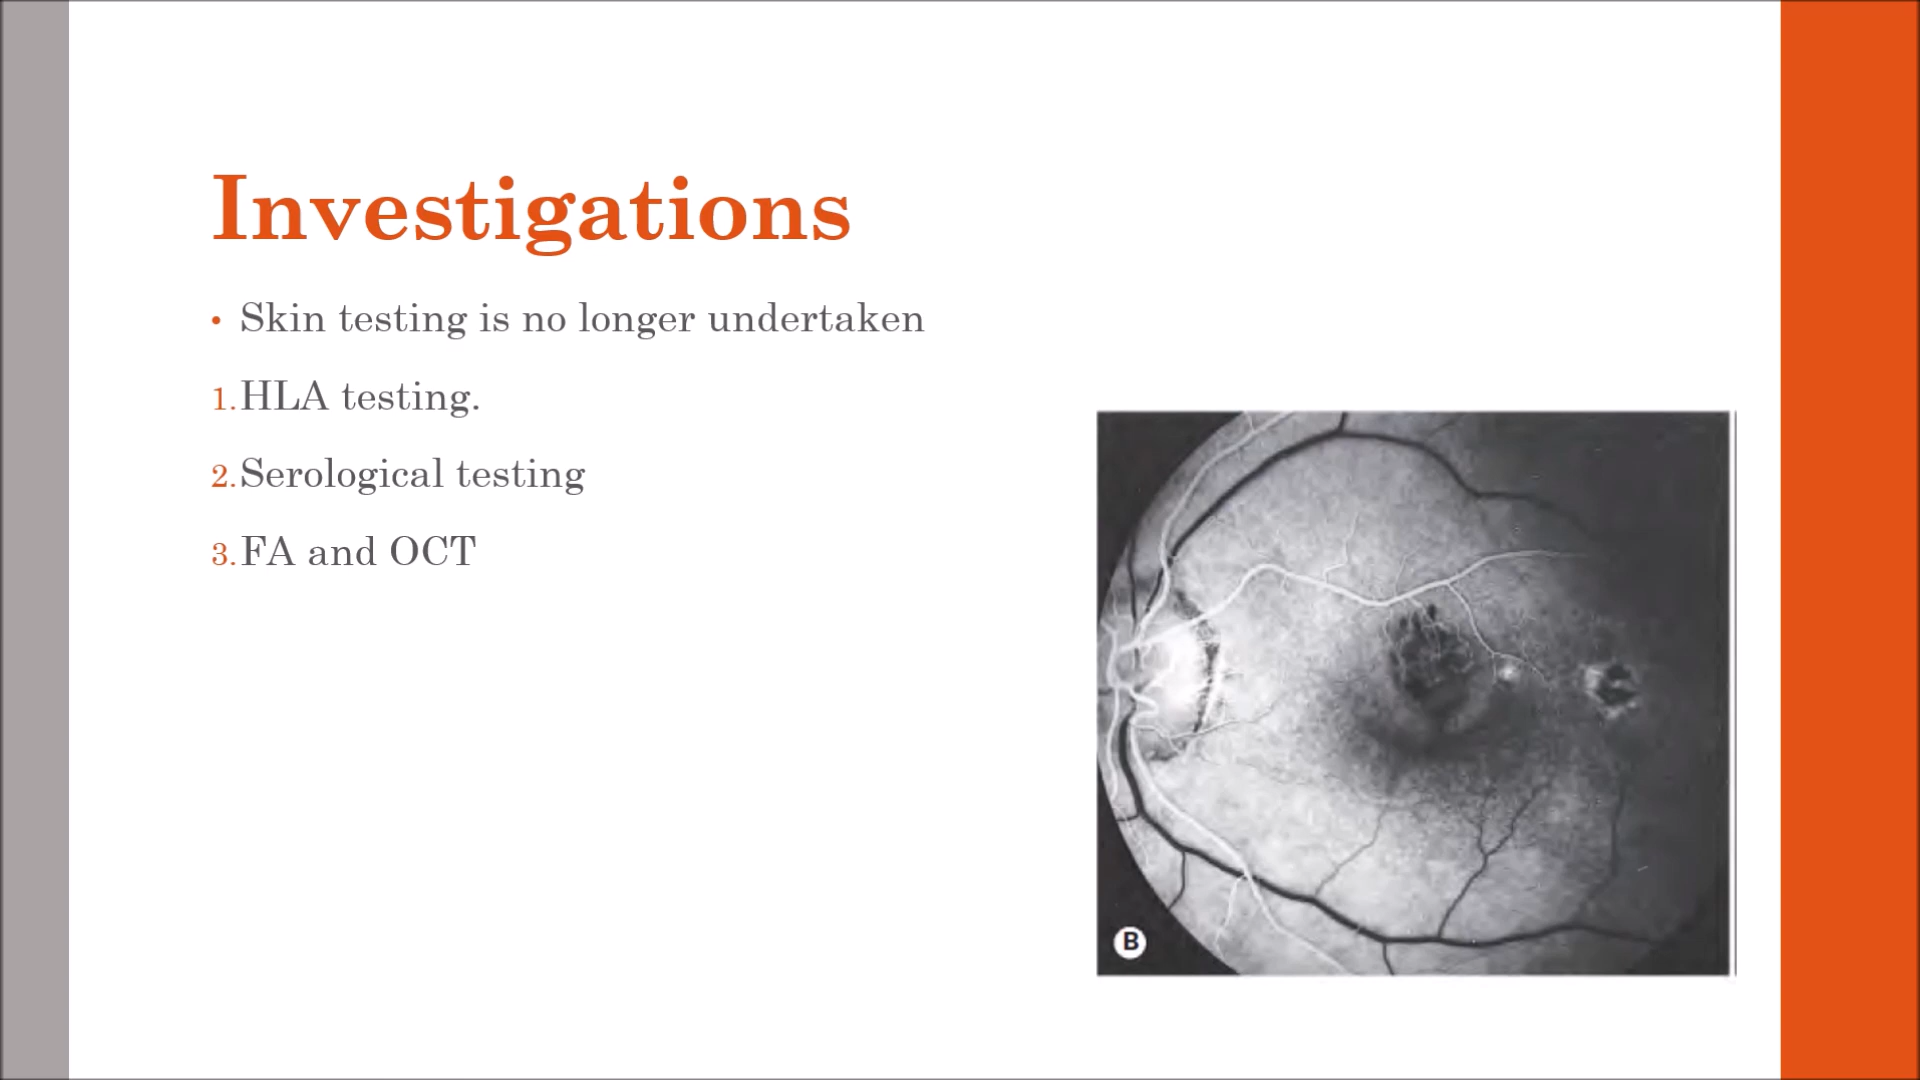 Investigations
• Skin testing is no longer undertaken
1. HLA testing.
2. Serological testing
3. FA and OCT
B